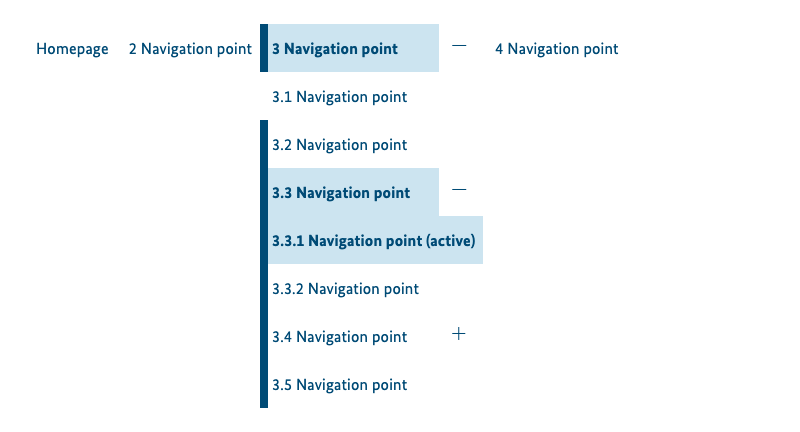 Homepage 2 Navigation point 3 Navigation point — 4 Navigation point
3.1 Navigation point
3.2 Navigation point
3.3 Navigation point —
3.3.1 Navigation point (active)
3.3.2 Navigation point
3.4 Navigation point +
3.5 Navigation point